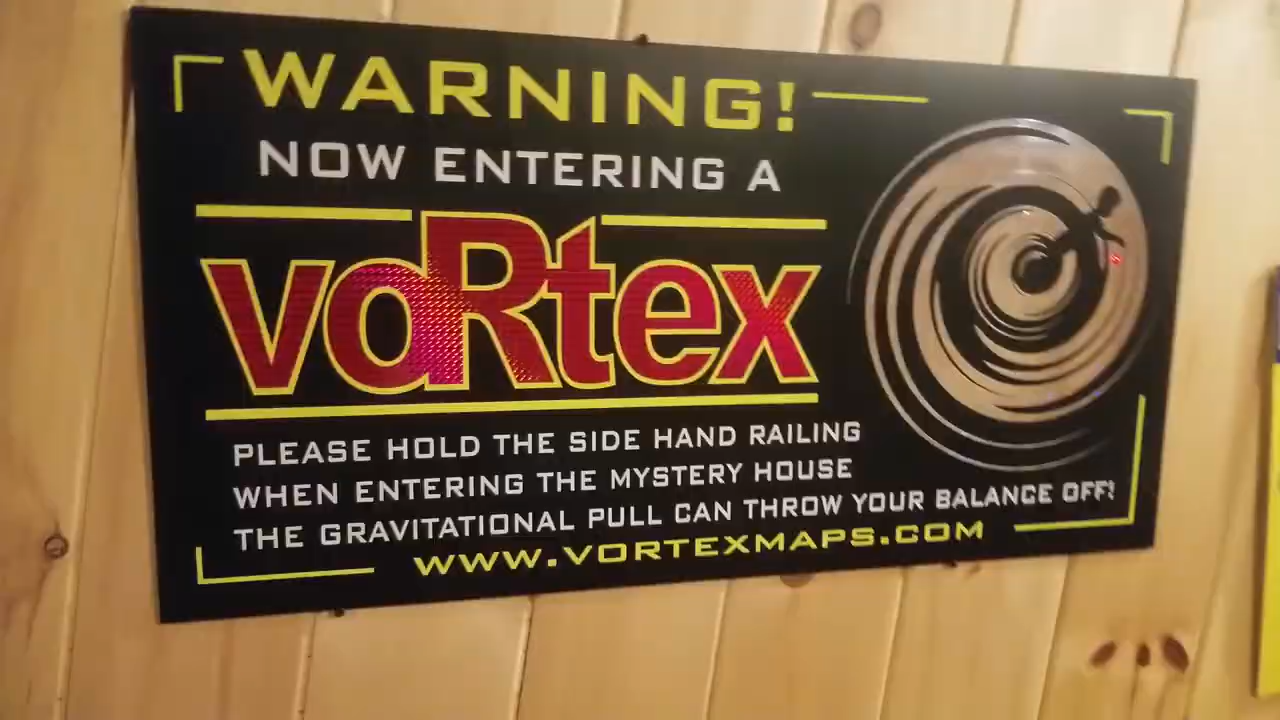 WARNING!
NOW ENTERING A
voRtex
PLEASE HOLD THE SIDE HAND RAILING
WHEN ENTERING THE MYSTERY HOUSE
THE GRAVITATIONAL PULL CAN THROW YOUR BALANCE OFF!
WWW.VORTEXMAPS.COM